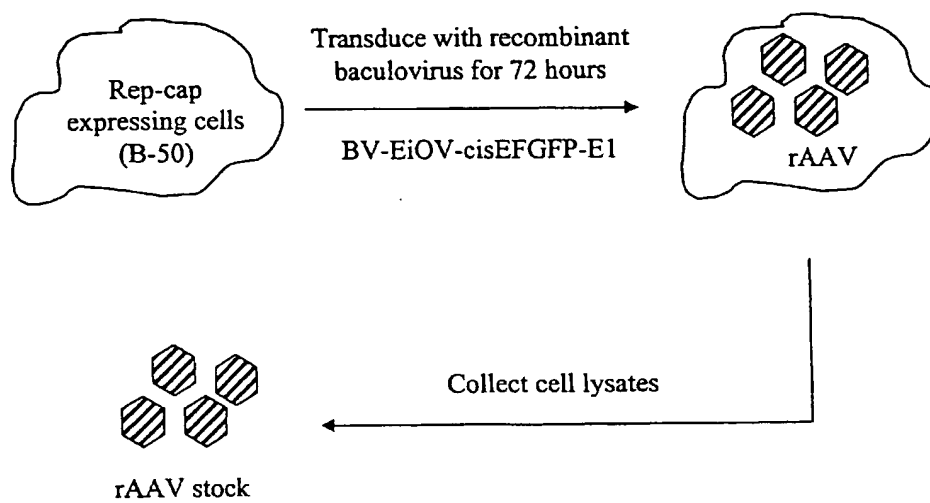 Rep-cap
expressing cells
(B-50)
Transduce with recombinant
baculovirus for 72 hours
BV-EiOV-cisEFGFP-E1
rAAV
Collect cell lysates
rAAV stock